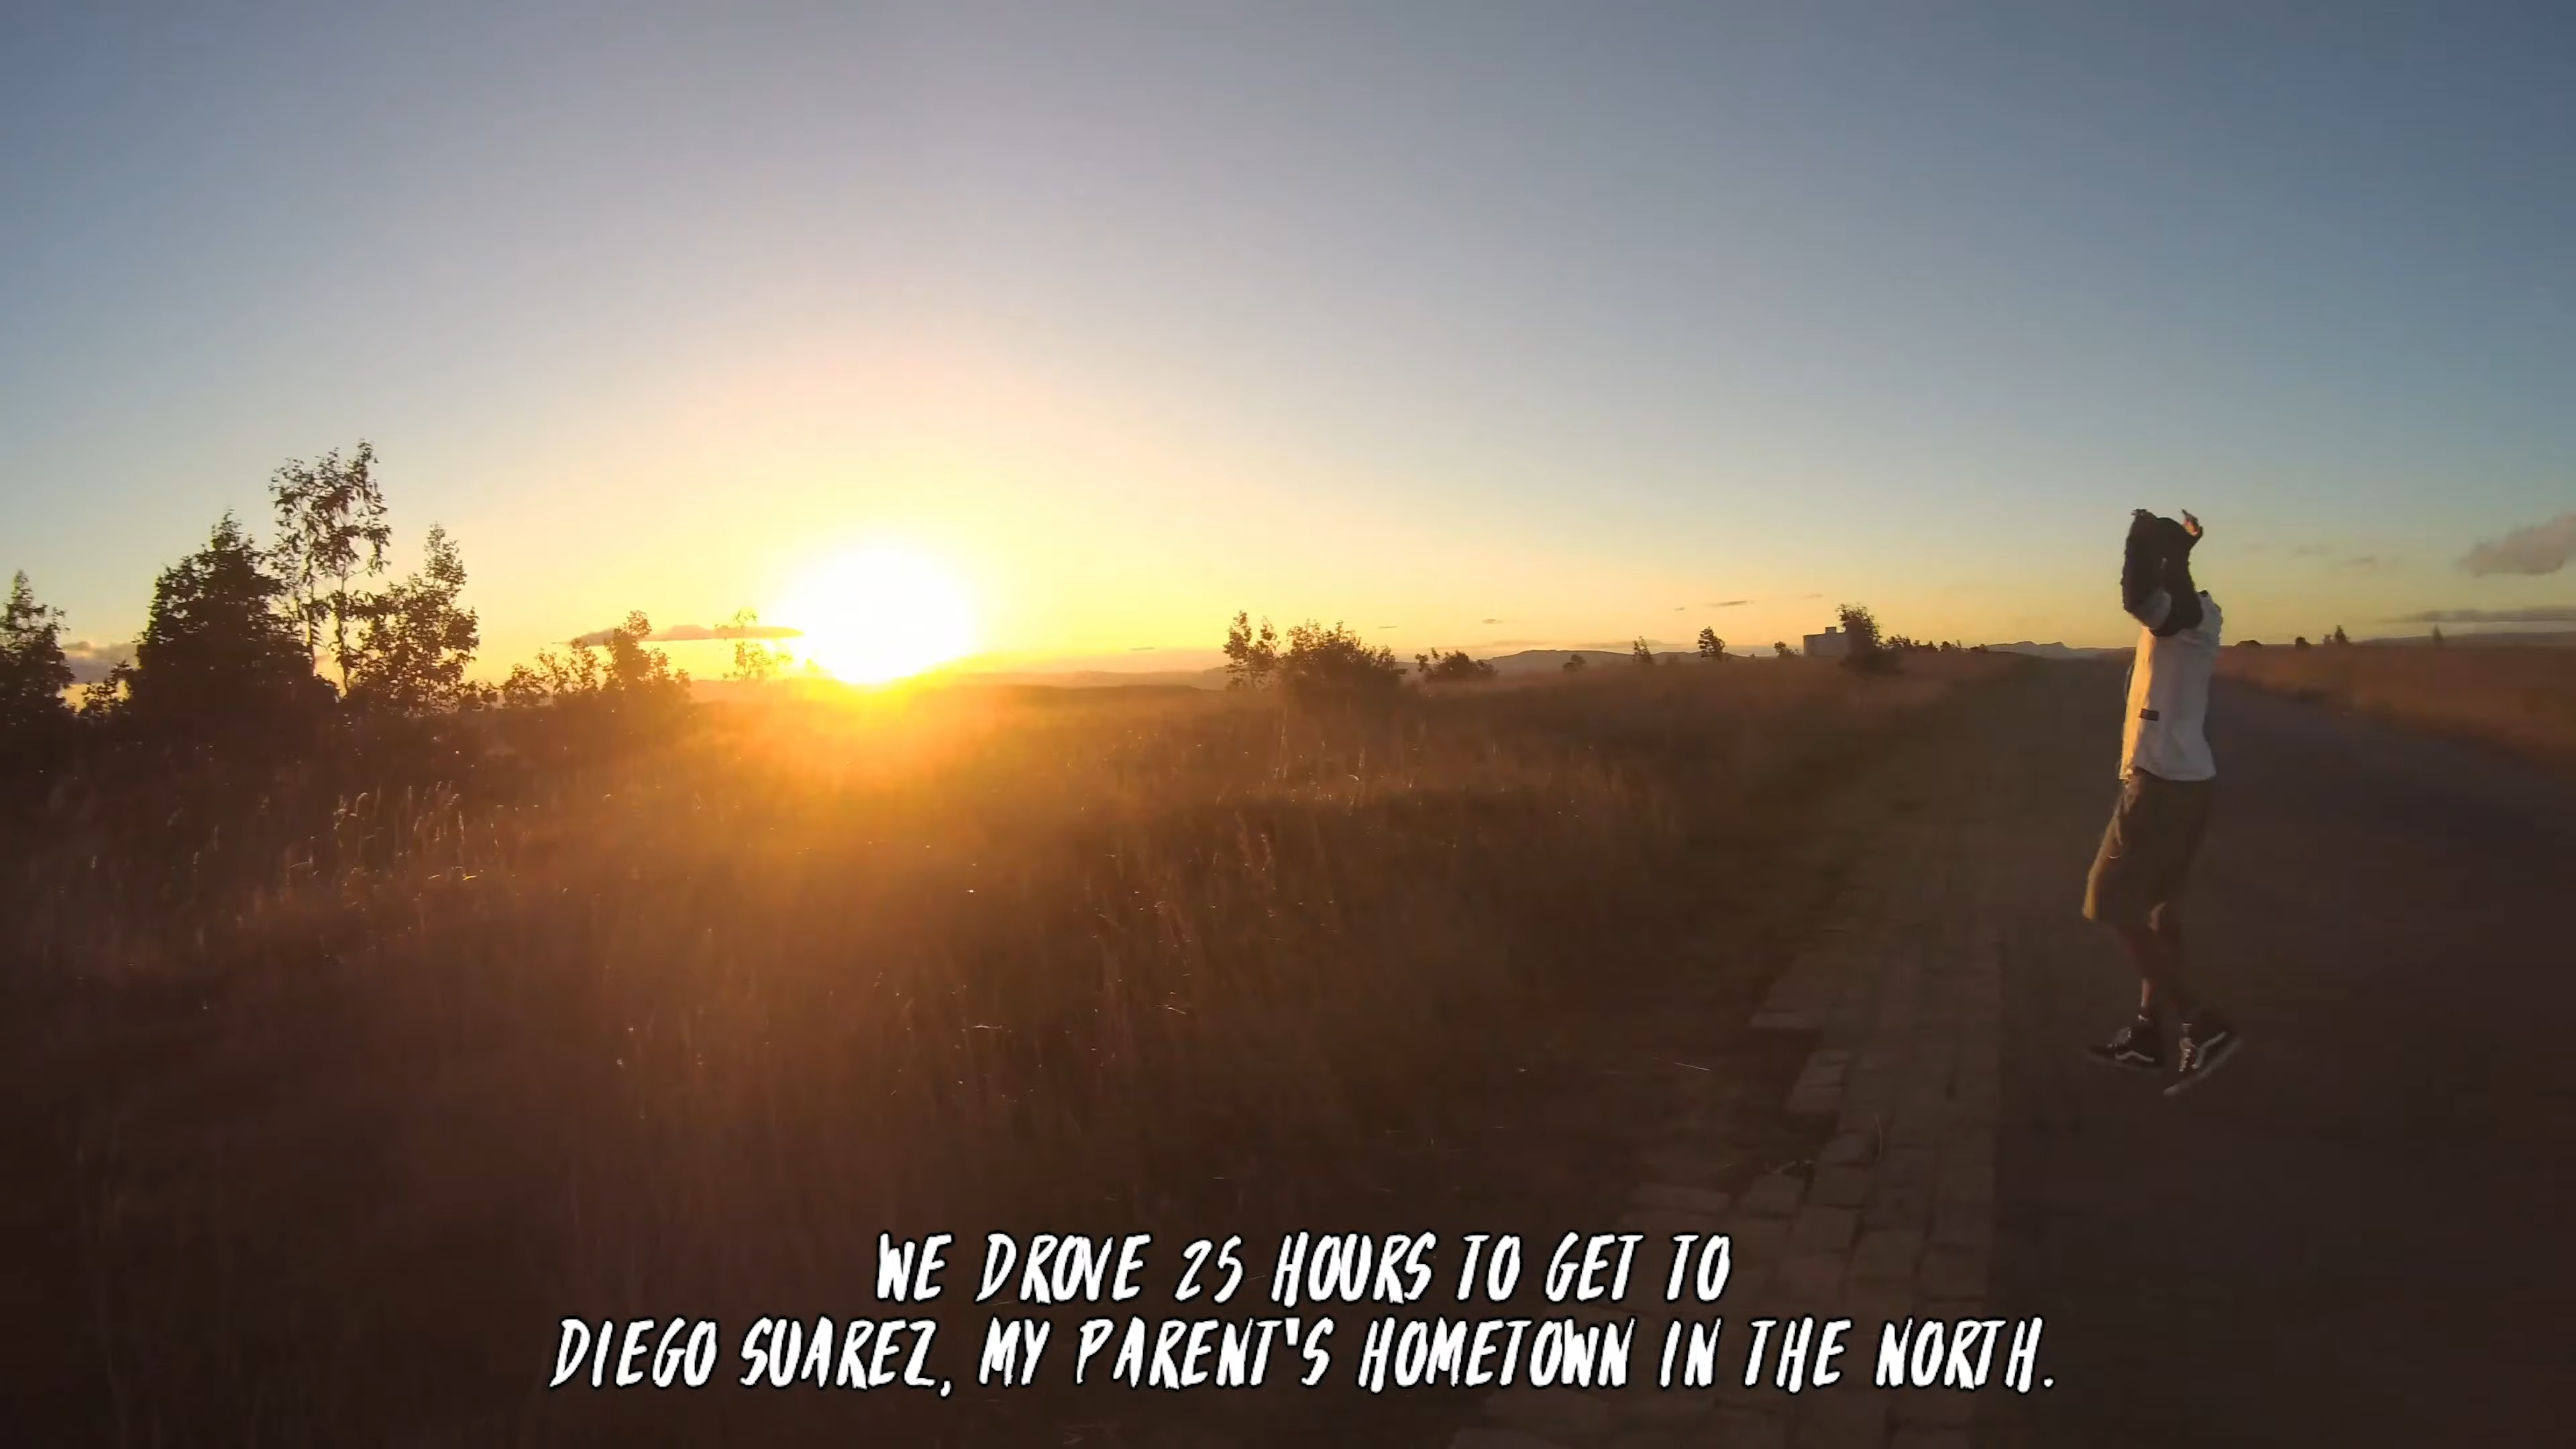 WE DROVE 25 HOURS TO GET TO
DIEGO SUAREZ, MY PARENT'S HOMETOWN IN THE NORTH.